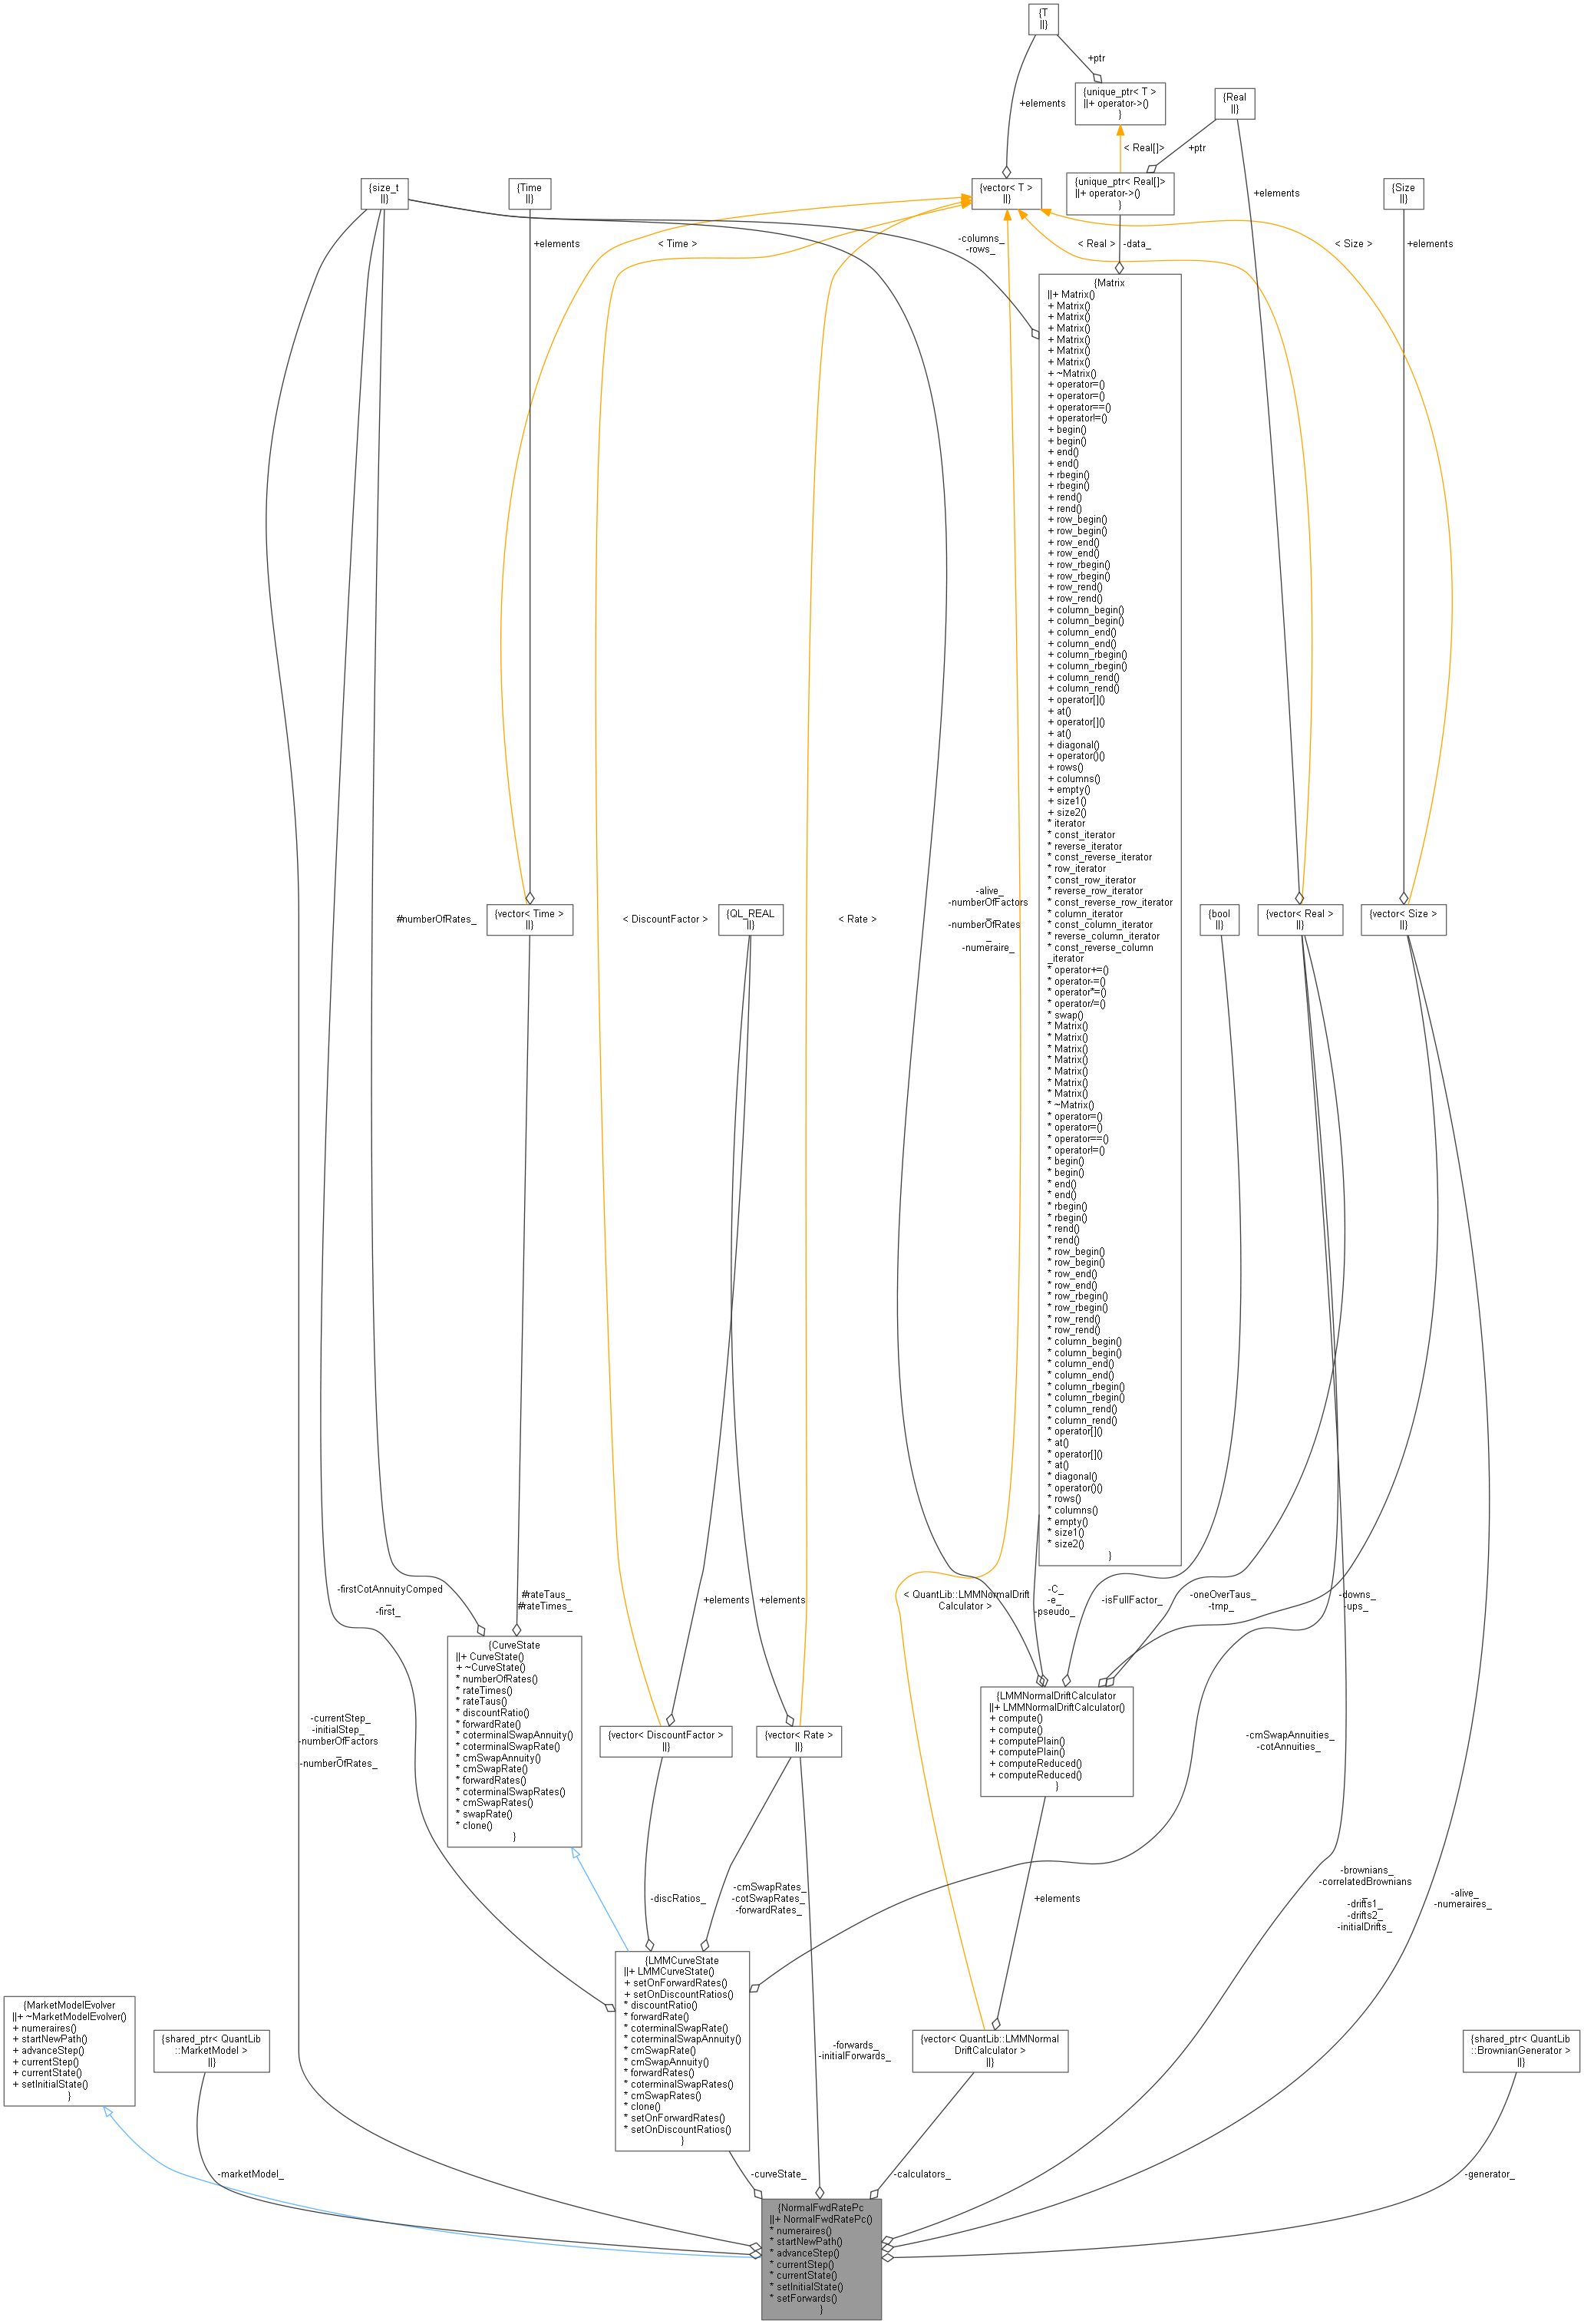 {T
||}
+ptr
{unique_ptr< T >
||+ operator->()
}
{Real
||}
+elements
< Real[]>
+ptr
{size_t
||}
{Time
||}
{vector< T >
||}
{unique_ptr< Real[]>
||+ operator->()
}
+elements
{Size
||}
+elements
< Time >
-columns_
-rows_
< Real >
-data_
< Size >
+elements
{Matrix
||+ Matrix()
+ Matrix()
+ Matrix()
+ Matrix()
+ Matrix()
+ Matrix()
+ Matrix()
+ ~Matrix()
+ operator=()
+ operator=()
+ operator==()
+ operator!=()
+ begin()
+ begin()
+ end()
+ end()
+ rbegin()
+ rbegin()
+ rend()
+ rend()
+ row_begin()
+ row_begin()
+ row_end()
+ row_end()
+ row_rbegin()
+ row_rbegin()
+ row_rend()
+ row_rend()
+ column_begin()
+ column_begin()
+ column_end()
+ column_end()
+ column_rbegin()
+ column_rbegin()
+ column_rend()
+ column_rend()
+ operator[]()
+ at()
+ operator[]()
+ at()
+ diagonal()
+ operator()()
+ rows()
+ columns()
+ empty()
+ size1()
+ size2()
* iterator
* const_iterator
* reverse_iterator
* const_reverse_iterator
* row_iterator
* const_row_iterator
* reverse_row_iterator
* const_reverse_row_iterator
* column_iterator
* const_column_iterator
* reverse_column_iterator
* const_reverse_column
_iterator
* operator+=()
* operator-=()
* operator*=()
* operator/=()
* swap()
* Matrix()
* Matrix()
* Matrix()
* Matrix()
* Matrix()
* Matrix()
* Matrix()
* ~Matrix()
* operator=()
* operator=()
* operator==()
* operator!=()
* begin()
* begin()
* end()
* end()
* rbegin()
* rbegin()
* rend()
* rend()
* row_begin()
* row_begin()
* row_end()
* row_end()
* row_rbegin()
* row_rbegin()
* row_rend()
* row_rend()
* column_begin()
* column_begin()
* column_end()
* column_end()
* column_rbegin()
* column_rbegin()
* column_rend()
* column_rend()
* operator[]()
* at()
* operator[]()
* at()
* diagonal()
* operator()()
* rows()
* columns()
* empty()
* size1()
* size2()
}
#numberOfRates_
{vector< Time >
||}
< DiscountFactor >
{QL_REAL
||}
< Rate >
-alive_
-numberOfFactors
_
-numberOfRates
_
-numeraire_
{bool
||}
{vector< Real >
||}
{vector< Size >
||}
-firstCotAnnuityComped
_
-first_
#rateTaus_
#rateTimes_
+elements
+elements
< QuantLib::LMMNormalDrift
Calculator >
-C_
-e_
-pseudo_
-isFullFactor_
-oneOverTaus_
-tmp_
-downs_
-ups_
{CurveState
||+ CurveState()
+ ~CurveState()
* numberOfRates()
* rateTimes()
* rateTaus()
* discountRatio()
* forwardRate()
* coterminalSwapAnnuity()
* coterminalSwapRate()
* cmSwapAnnuity()
* cmSwapRate()
* forwardRates()
* coterminalSwapRates()
* cmSwapRates()
* swapRate()
* clone()
}
{LMMNormalDriftCalculator
||+ LMMNormalDriftCalculator()
+ compute()
+ compute()
+ computePlain()
+ computePlain()
+ computeReduced()
+ computeReduced()
}
-currentStep_
-initialStep_
-numberOfFactors
_
-numberOfRates_
{vector< DiscountFactor >
||}
{vector< Rate >
||}
-cmSwapAnnuities_
-cotAnnuities_
-discRatios_
-cmSwapRates_
-cotSwapRates_
-forwardRates_
+elements
-brownians_
-correlatedBrownians
_
-drifts1_
-drifts2_
-initialDrifts_
-alive_
-numeraires_
{MarketModelEvolver
||+ ~MarketModelEvolver()
+ numeraires()
+ startNewPath()
+ advanceStep()
+ currentStep()
+ currentState()
+ setInitialState()
}
{shared_ptr< QuantLib
::MarketModel >
||}
{LMMCurveState
||+ LMMCurveState()
+ setOnForwardRates()
+ setOnDiscountRatios()
* discountRatio()
* forwardRate()
* coterminalSwapRate()
* coterminalSwapAnnuity()
* cmSwapRate()
* cmSwapAnnuity()
* forwardRates()
* coterminalSwapRates()
* cmSwapRates()
* clone()
* setOnForwardRates()
* setOnDiscountRatios()
}
-forwards_
-initialForwards_
{vector< QuantLib::LMMNormal
DriftCalculator >
||}
{shared_ptr< QuantLib
::BrownianGenerator >
||}
-marketModel_
-curveState_
-calculators_
-generator_
{NormalFwdRatePc
||+ NormalFwdRatePc()
* numeraires()
* startNewPath()
* advanceStep()
* currentStep()
* currentState()
* setInitialState()
* setForwards()
}